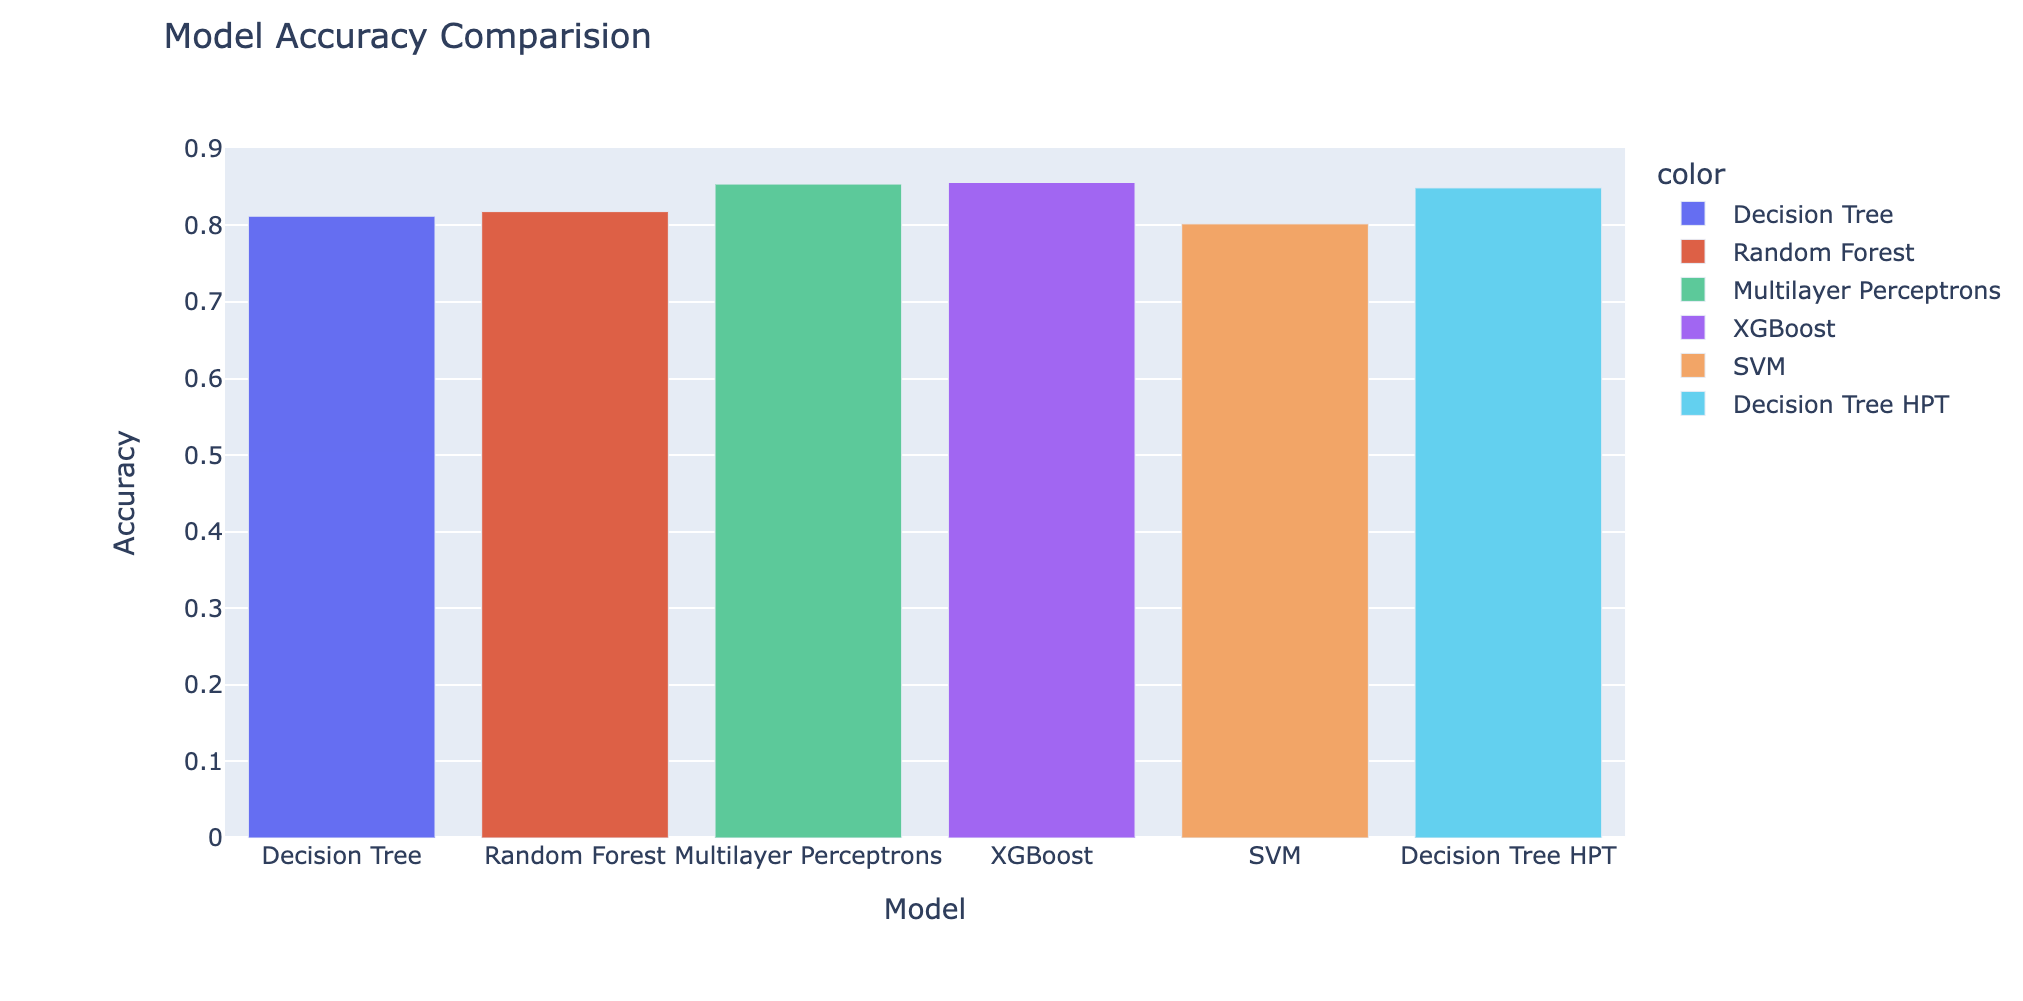 Model Accuracy Comparision
0.9
0.8
0.7
0.6
0.5
0.4
0.3
0.2
0.1
0
Accuracy
Decision Tree
Random Forest
Multilayer Perceptrons
XGBoost
SVM
Decision Tree HPT
Model
color
Decision Tree
Random Forest
Multilayer Perceptrons
XGBoost
SVM
Decision Tree HPT